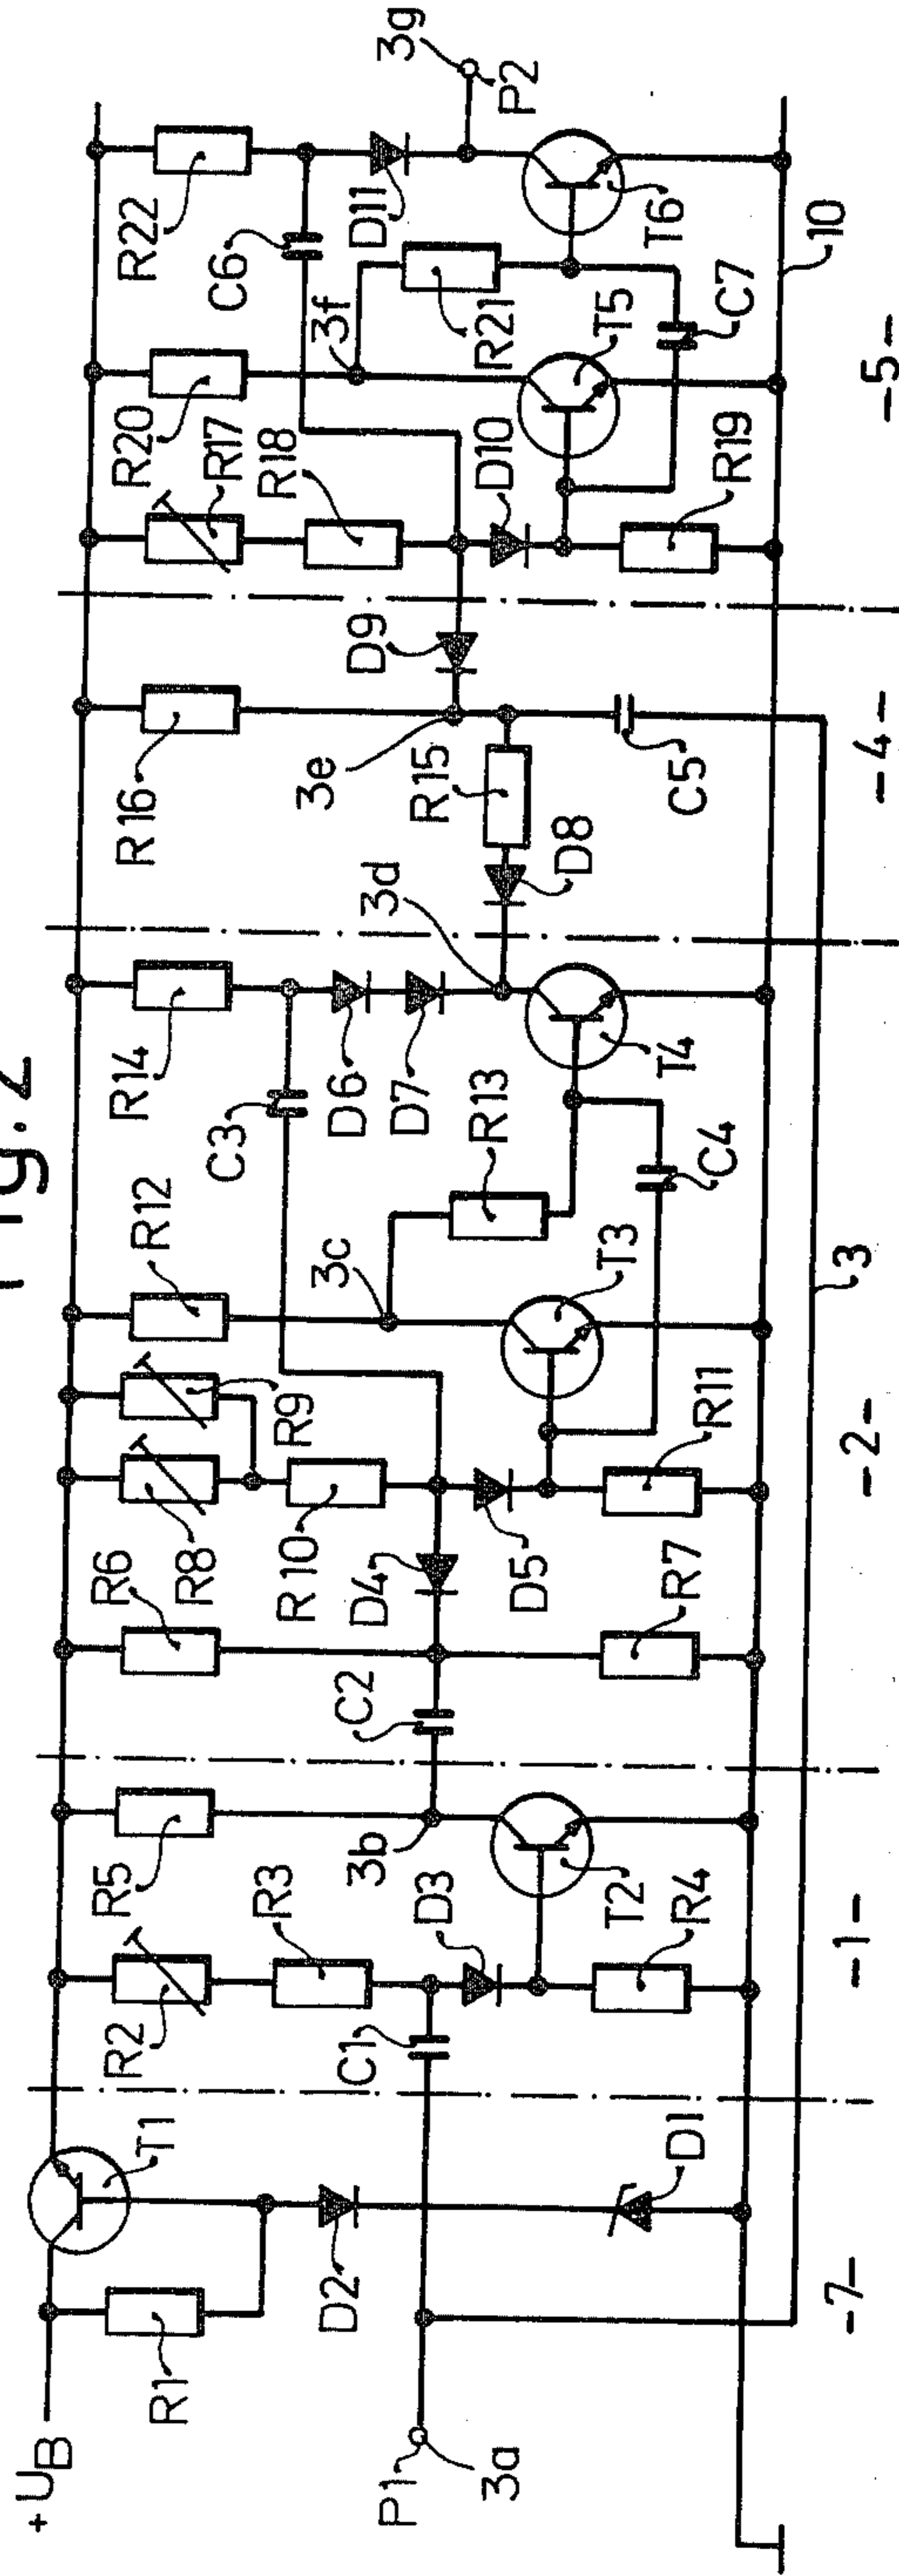 Fig.2
+UB
R1
T1
D2
D1
P1
3a
-7-
R2
R3
C1
D3
R4
R5
3b
T2
-1-
C2
R6
R7
R8
R9
R10
D4
D5
R11
R12
3c
T3
R13
C3
C4
R14
D6
D7
3d
T4
-2-
3
R16
3e
R15
D8
D9
C5
-4-
R17
R18
D10
R19
R20
3f
T5
R21
C6
C7
R22
D11
3g
P2
T6
10
-5-